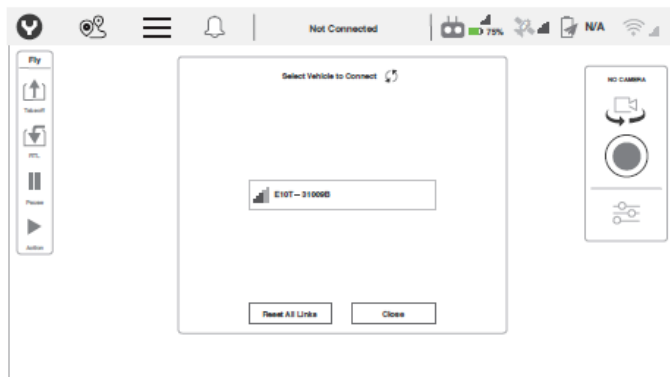 Not Connected
75%
N/A
Fly
Takeoff
RTL
Pause
Action
Select Vehicle to Connect
E10T – 31009B
Reset All Links
Close
NO CAMERA